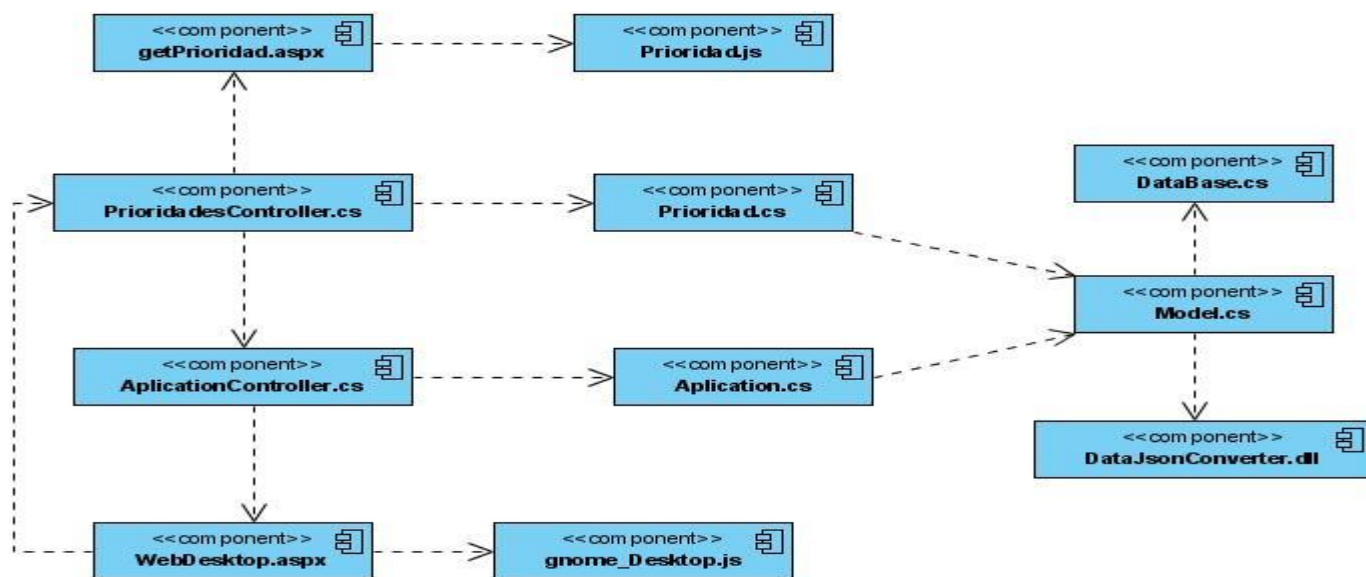 <<component>>
getPrioridad.aspx
<<component>>
Prioridad.js
<<component>>
DataBase.cs
<<component>>
PrioridadesController.cs
<<component>>
Prioridad.cs
<<component>>
Model.cs
<<component>>
AplicationController.cs
<<component>>
Aplication.cs
<<component>>
DataJsonConverter.dll
<<component>>
WebDesktop.aspx
<<component>>
gnome_Desktop.js